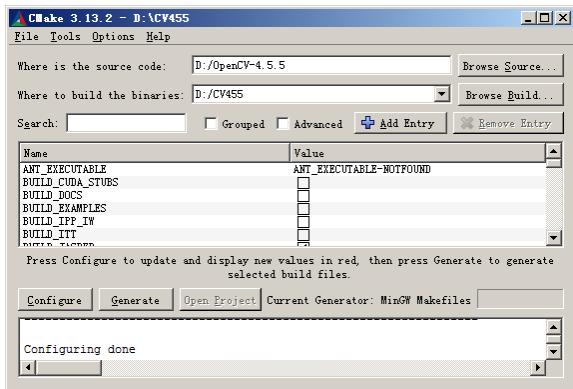 CMake 3.13.2 - D:\CV455
File Tools Options Help
Where is the source code: D:/OpenCV-4.5.5 Browse Source...
Where to build the binaries: D:/CV455 Browse Build...
Search: Grouped Advanced Add Entry Remove Entry
Name Value
ANT_EXECUTABLE ANT_EXECUTABLE-NOTFOUND
BUILD_CUDA_STUBS
BUILD_DOCS
BUILD_EXAMPLES
BUILD_IPP_IW
BUILD_ITT
BUILD_JASPER
Press Configure to update and display new values in red, then press Generate to generate
selected build files.
Configure Generate Open Project Current Generator: MinGW Makefiles
Configuring done